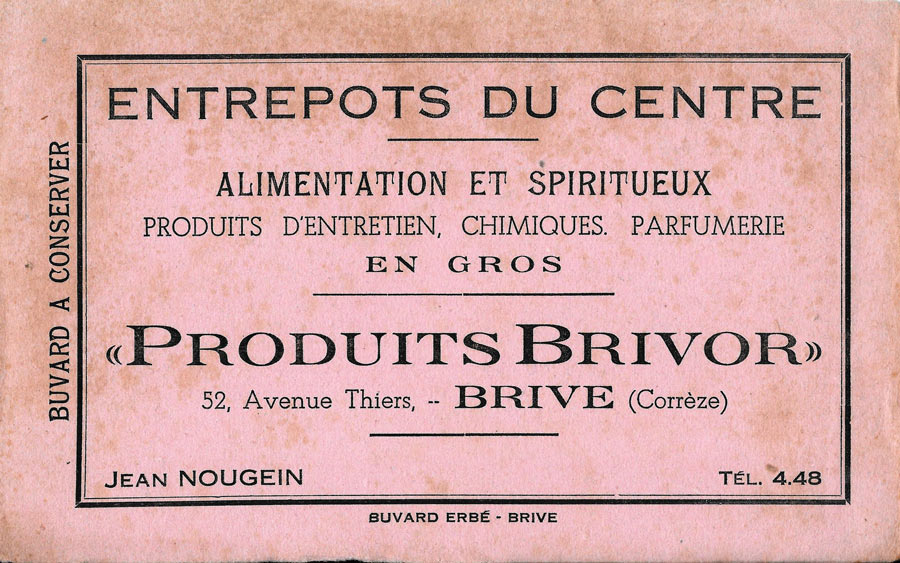 BUVARD A CONSERVER
ENTREPOTS DU CENTRE
ALIMENTATION ET SPIRITUEUX
PRODUITS D'ENTRETIEN, CHIMIQUES. PARFUMERIE
EN GROS
«PRODUITS BRIVOR»
52, Avenue Thiers, -- BRIVE (Corrèze)
JEAN NOUGEIN
TÉL. 4.48
BUVARD ERBÉ - BRIVE